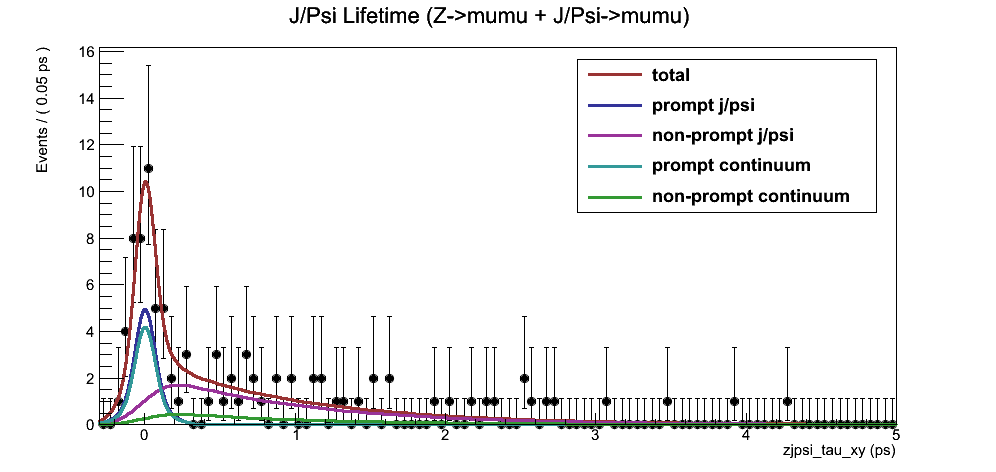 J/Psi Lifetime (Z->mumu + J/Psi->mumu)
Events / ( 0.05 ps )
16
14
12
10
8
6
4
2
0
total
prompt j/psi
non-prompt j/psi
prompt continuum
non-prompt continuum
0 1 2 3 4 5
zjpsi_tau_xy (ps)